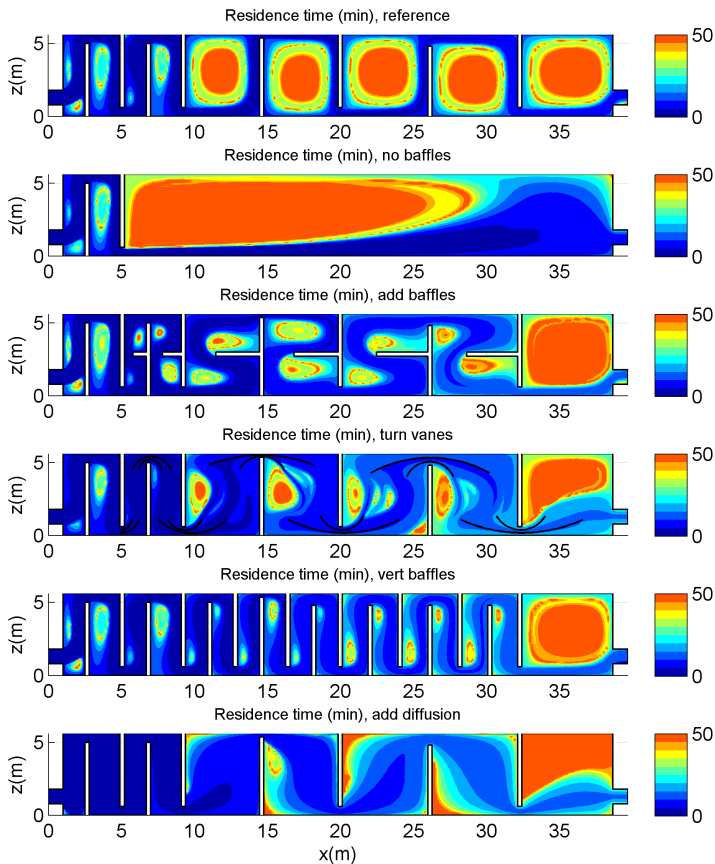 Residence time (min), reference
5
z(m)
0
0 5 10 15 20 25 30 35
50
0
Residence time (min), no baffles
5
z(m)
0
0 5 10 15 20 25 30 35
50
0
Residence time (min), add baffles
5
z(m)
0
0 5 10 15 20 25 30 35
50
0
Residence time (min), turn vanes
5
z(m)
0
0 5 10 15 20 25 30 35
50
0
Residence time (min), vert baffles
5
z(m)
0
0 5 10 15 20 25 30 35
50
0
Residence time (min), add diffusion
5
z(m)
0
0 5 10 15 20 25 30 35
50
0
x(m)